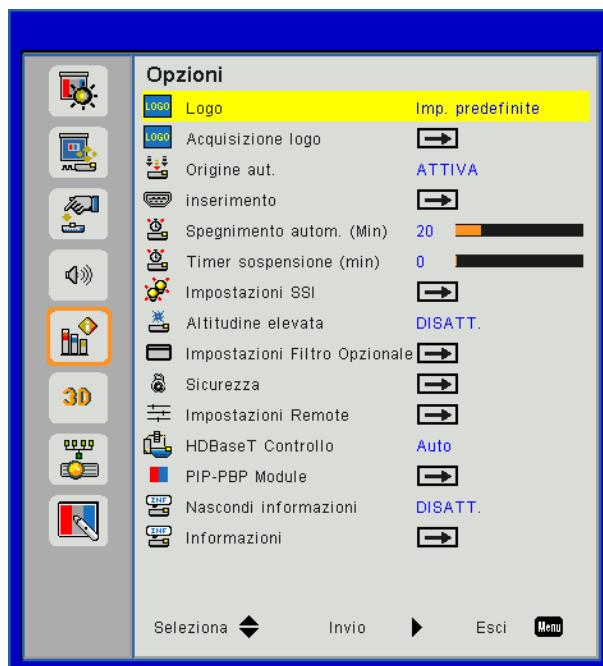 Opzioni
LOGO Logo Imp. predefinite
LOGO Acquisizione logo
Origine aut. ATTIVA
inserimento
Spegnimento autom. (Min) 20
Timer sospensione (min) 0
Impostazioni SSI
Altitudine elevata DISATT.
Impostazioni Filtro Opzionale
Sicurezza
3D
Impostazioni Remote
HDBaseT Controllo Auto
PIP-PBP Module
INF Nascondi informazioni DISATT.
INF Informazioni
Seleziona Invio Esci Menu